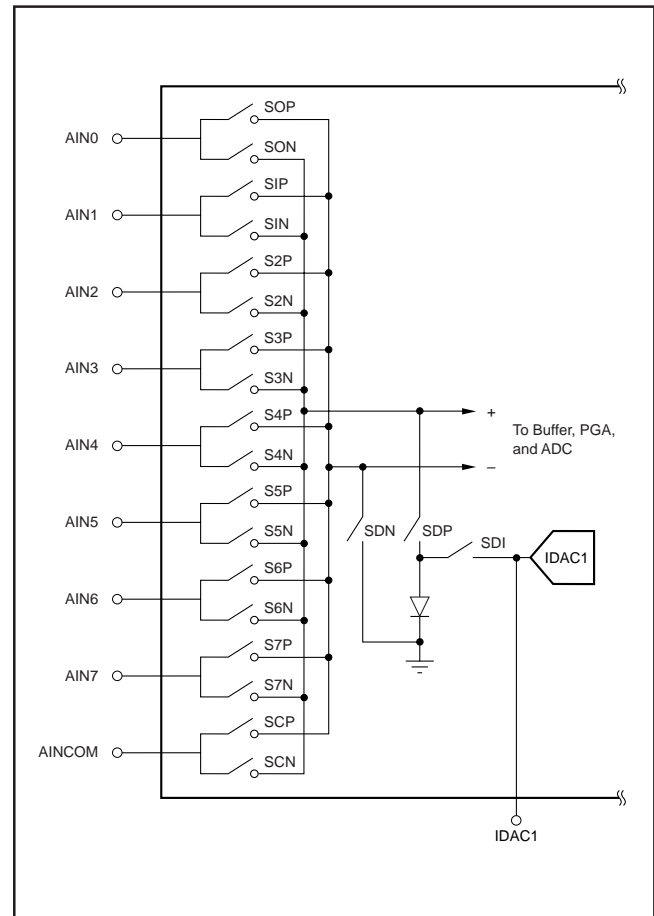 SOP
AIN0
SON
SIP
AIN1
SIN
S2P
AIN2
S2N
S3P
AIN3
S3N
+
S4P
To Buffer, PGA,
and ADC
AIN4
S4N
−
S5P
AIN5
SDN
SDP
SDI
S5N
IDAC1
S6P
AIN6
S6N
S7P
AIN7
S7N
SCP
AINCOM
SCN
IDAC1